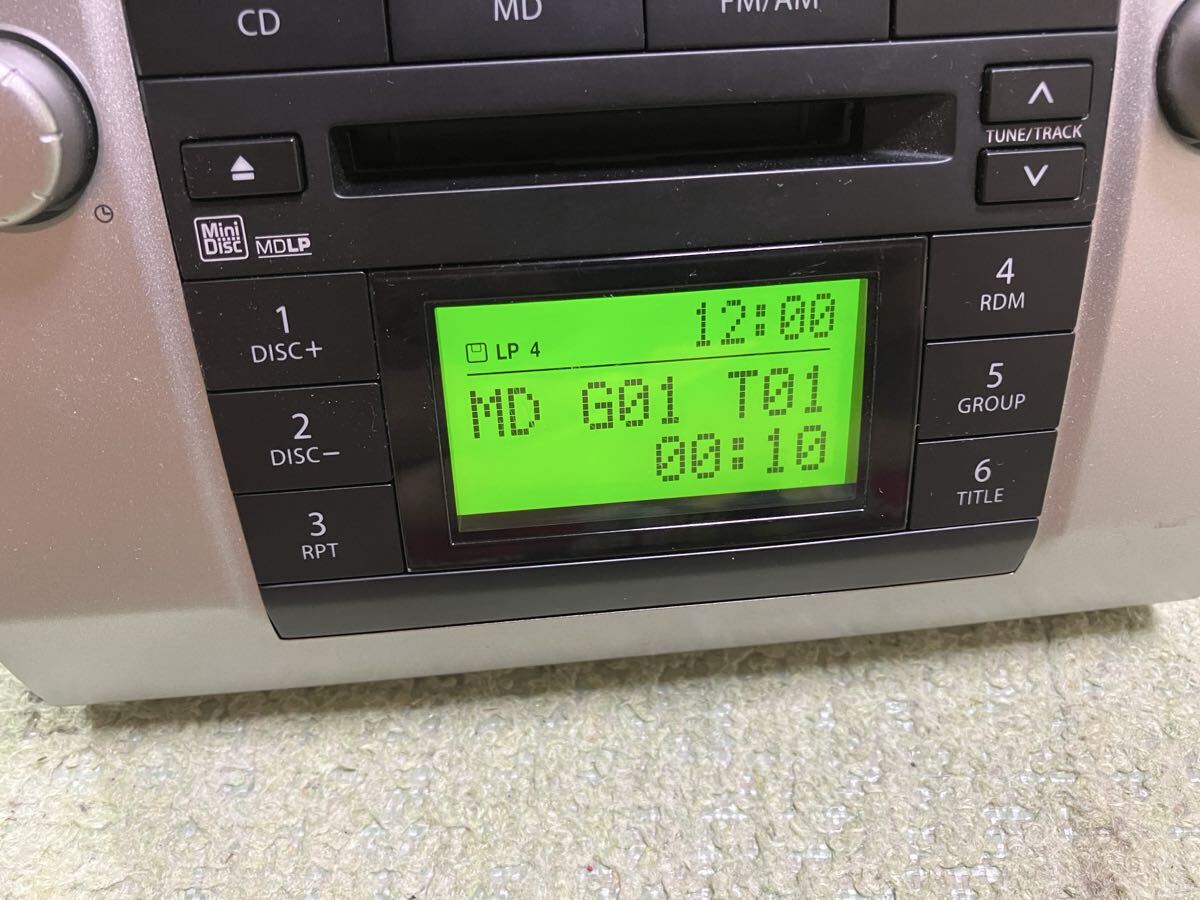 CD
MD
FM/AM
TUNE/TRACK
Mini Disc
MDLP
1
DISC+
2
DISC−
3
RPT
LP 4
12:00
MD G01 T01
00:10
4
RDM
5
GROUP
6
TITLE